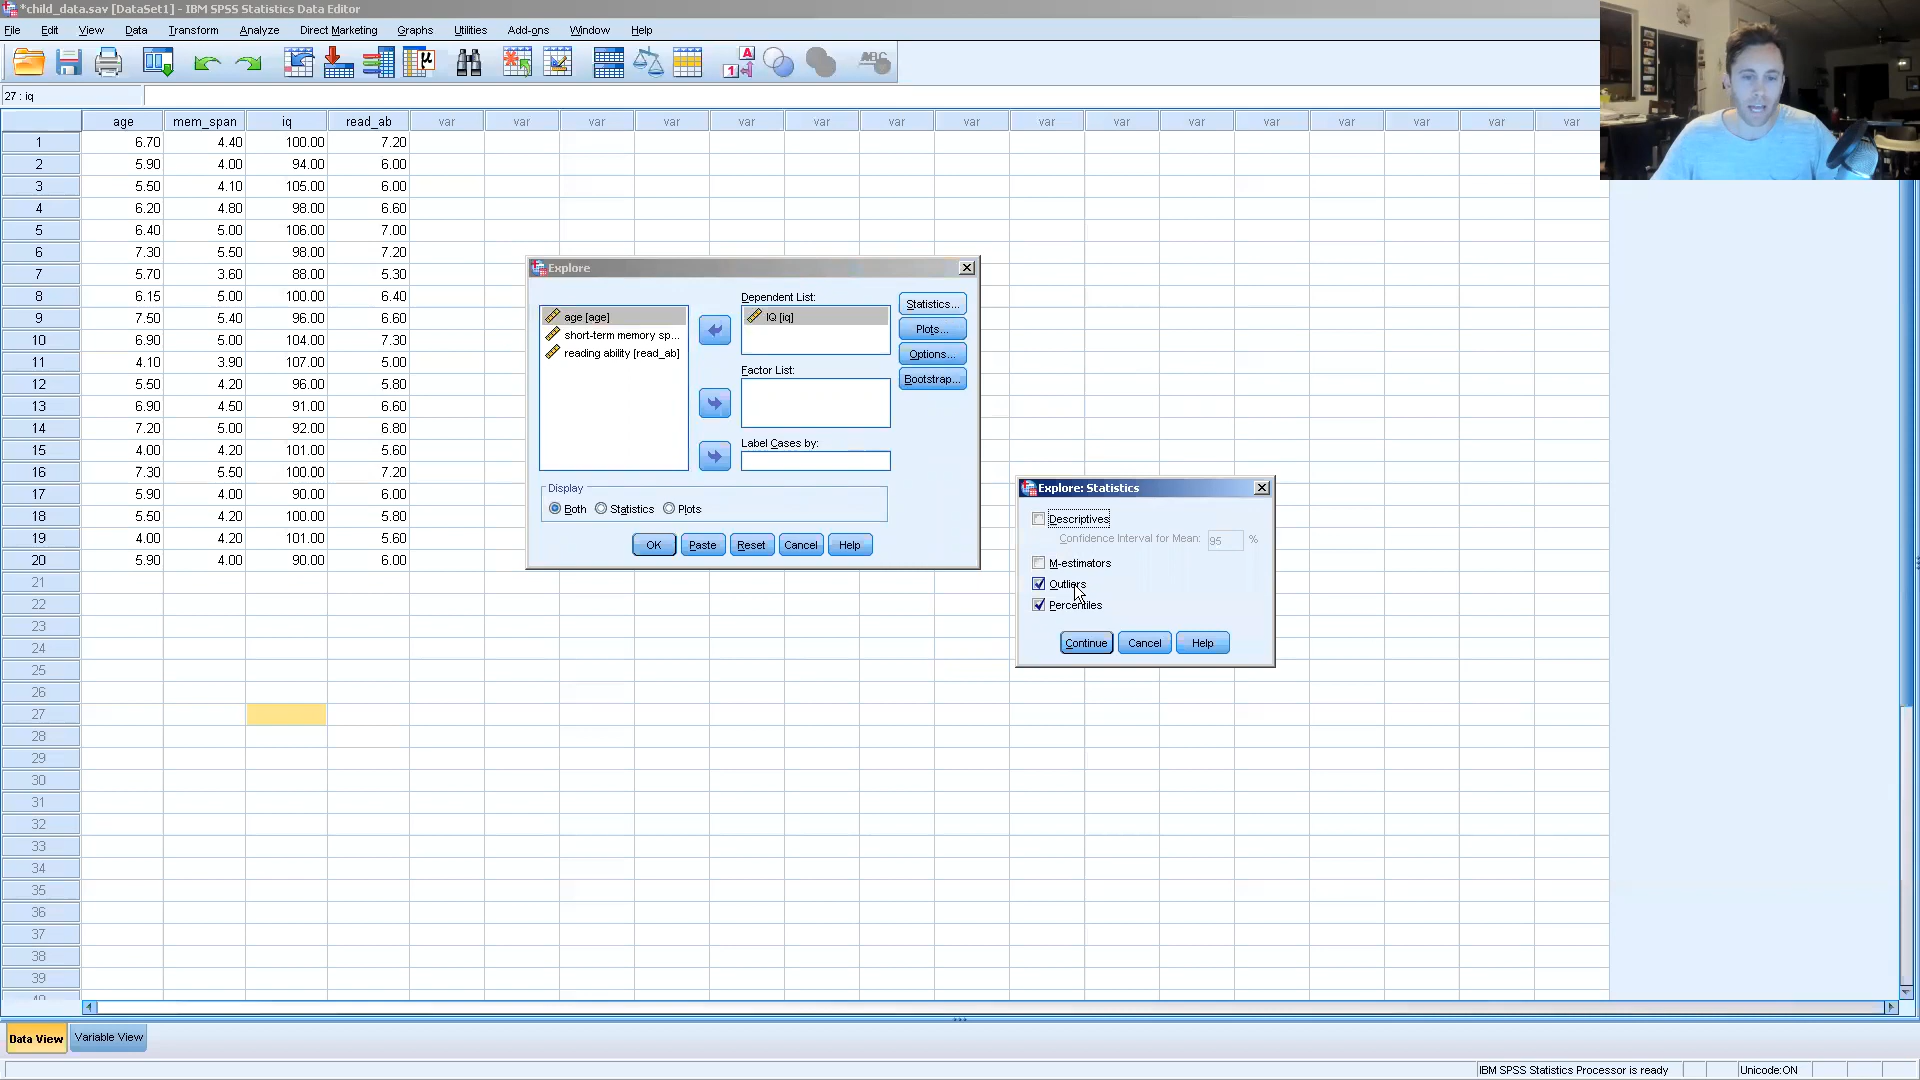 *child_data.sav [DataSet1] - IBM SPSS Statistics Data Editor
File Edit View Data Transform Analyze Direct Marketing Graphs Utilities Add-ons Window Help
27 : iq
age mem_span iq read_ab var var var var var var var var var var var var var var var var
1 6.70 4.40 100.00 7.20
2 5.90 4.00 94.00 6.00
3 5.50 4.10 105.00 6.00
4 6.20 4.80 98.00 6.60
5 6.40 5.00 106.00 7.00
6 7.30 5.50 98.00 7.20
7 5.70 3.60 88.00 5.30
8 6.15 5.00 100.00 6.40
9 7.50 5.40 96.00 6.60
10 6.90 5.00 104.00 7.30
11 4.10 3.90 107.00 5.00
12 5.50 4.20 96.00 5.80
13 6.90 4.50 91.00 6.60
14 7.20 5.00 92.00 6.80
15 4.00 4.20 101.00 5.60
16 7.30 5.50 100.00 7.20
17 5.90 4.00 90.00 6.00
18 5.50 4.20 100.00 5.80
19 4.00 4.20 101.00 5.60
20 5.90 4.00 90.00 6.00
21
22
23
24
25
26
27
28
29
30
31
32
33
34
35
36
37
38
39
40
Explore
Dependent List:
age [age]
short-term memory sp...
reading ability [read_ab]
IQ [iq]
Statistics...
Plots...
Options...
Bootstrap...
Factor List:
Label Cases by:
Display
Both Statistics Plots
OK Paste Reset Cancel Help
Explore: Statistics
Descriptives
Confidence Interval for Mean: 95 %
M-estimators
Outliers
Percentiles
Continue Cancel Help
Data View Variable View
IBM SPSS Statistics Processor is ready Unicode:ON